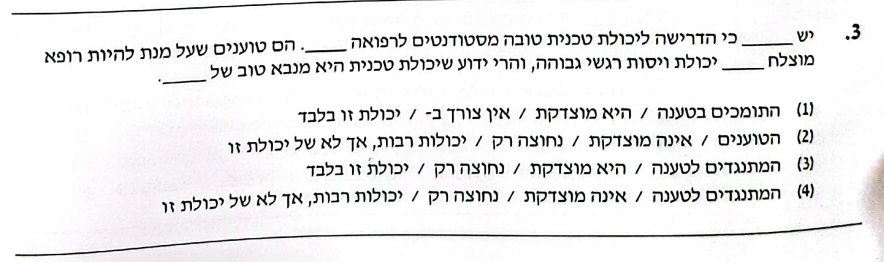 3. יש _____ כי הדרישה ליכולת טכנית טובה מסטודנטים לרפואה _____. הם טוענים שעל מנת להיות רופא
מוצלח _____ יכולת ויסות רגשי גבוהה, והרי ידוע שיכולת טכנית היא מנבא טוב של _____.
(1) התומכים בטענה / היא מוצדקת / אין צורך ב- / יכולת זו בלבד
(2) הטוענים / אינה מוצדקת / נחוצה רק / יכולות רבות, אך לא של יכולת זו
(3) המתנגדים לטענה / היא מוצדקת / נחוצה רק / יכולת זו בלבד
(4) המתנגדים לטענה / אינה מוצדקת / נחוצה רק / יכולות רבות, אך לא של יכולת זו